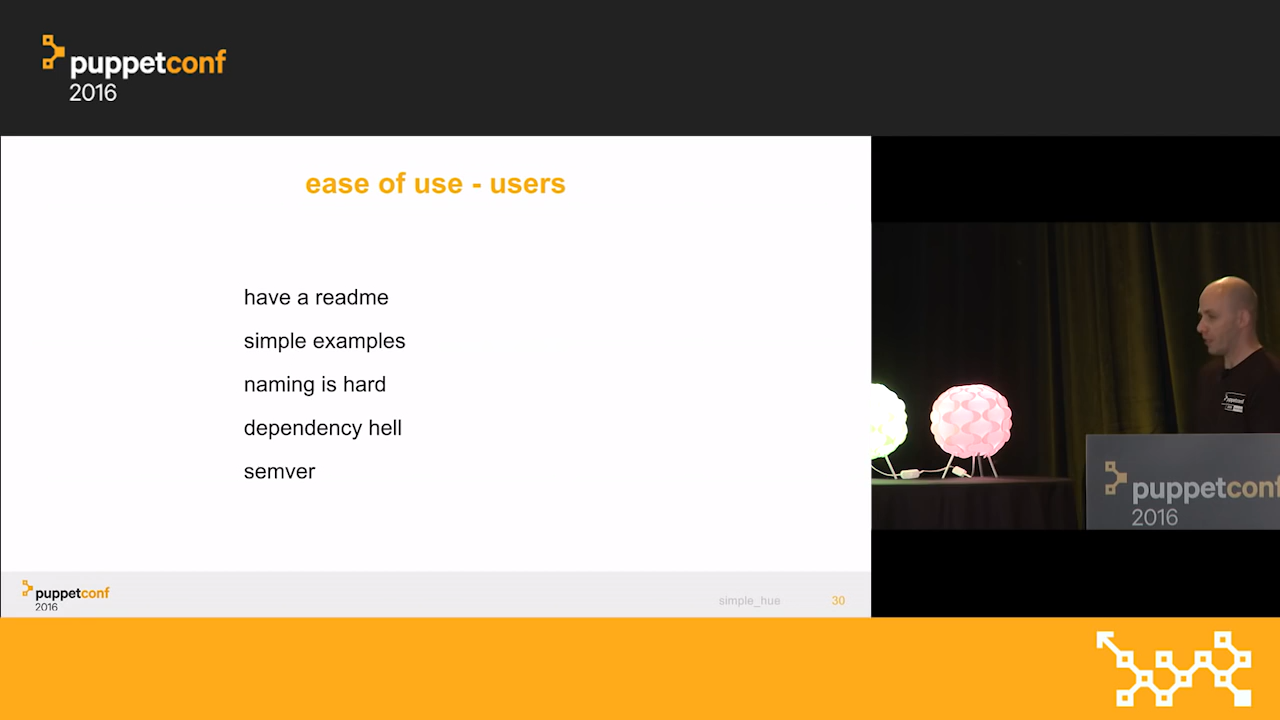 puppetconf
2016
ease of use - users
have a readme
simple examples
naming is hard
dependency hell
semver
puppetconf
2016
simple_hue
30
puppetconf
2016